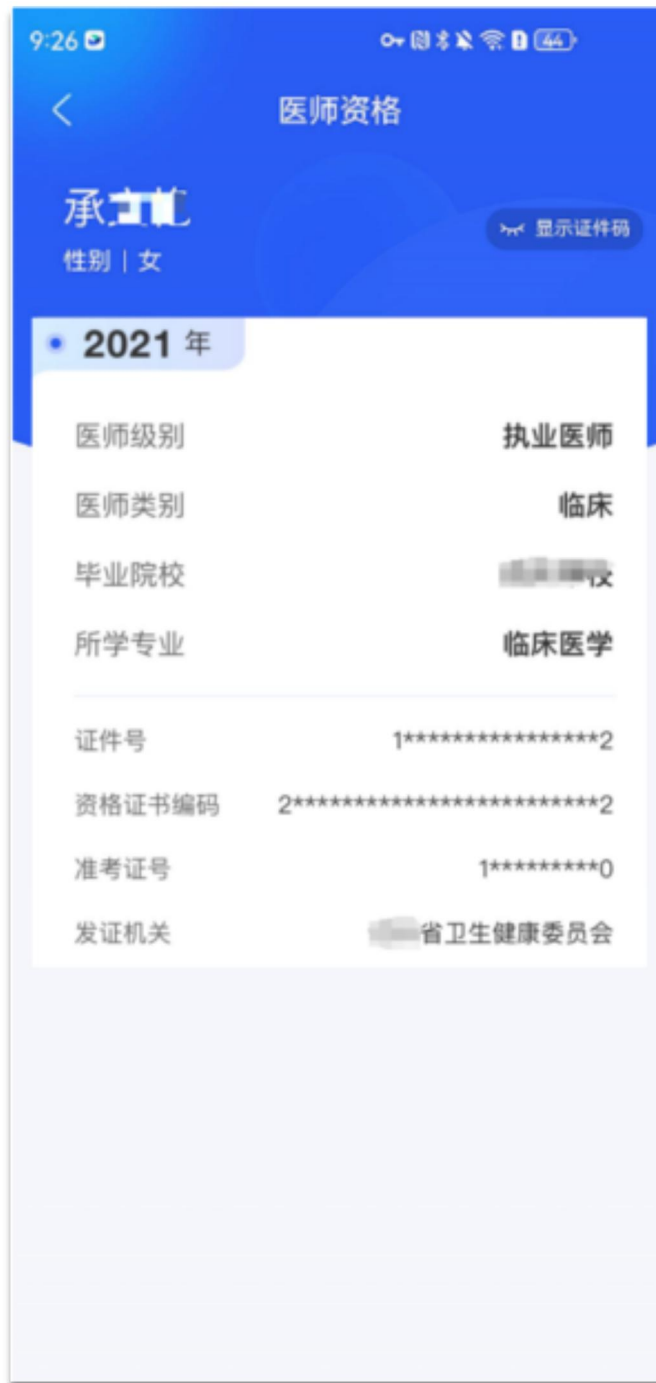 9:26
44
医师资格
承
显示证件码
性别｜女
2021 年
医师级别 执业医师
医师类别 临床
毕业院校 校
所学专业 临床医学
证件号 1****************2
资格证书编码 2*************************2
准考证号 1*********0
发证机关 省卫生健康委员会